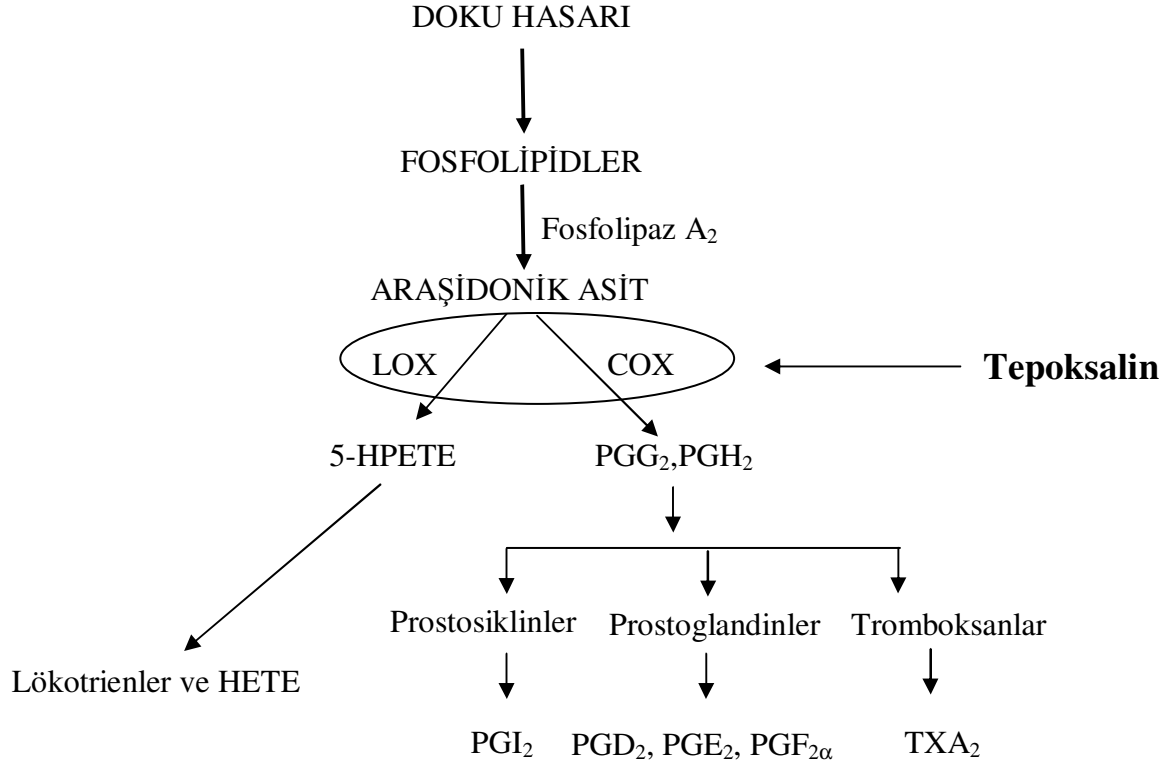 DOKU HASARI
FOSFOLİPİDLER
Fosfolipaz A₂
ARAŞİDONİK ASİT
LOX COX Tepoksalin
5-HPETE PGG₂,PGH₂
Prostosiklinler Prostoglandinler Tromboksanlar
Lökotrienler ve HETE
PGI₂ PGD₂, PGE₂, PGF₂α TXA₂